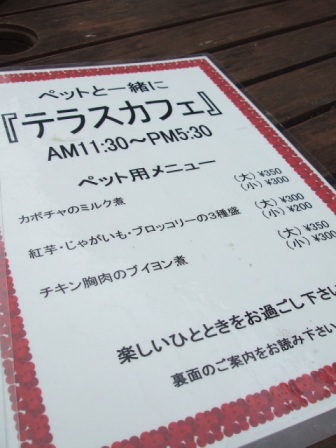 ペットと一緒に
『テラスカフェ』
AM11:30～PM5:30
ペット用メニュー
カボチャのミルク煮 (大) ¥350
(小) ¥300
紅芋・じゃがいも・ブロッコリーの3種盛 (大) ¥300
(小) ¥200
チキン胸肉のブイヨン煮 (大) ¥350
(小) ¥300
楽しいひとときをお過ごし下さい
裏面のご案内をお読み下さい